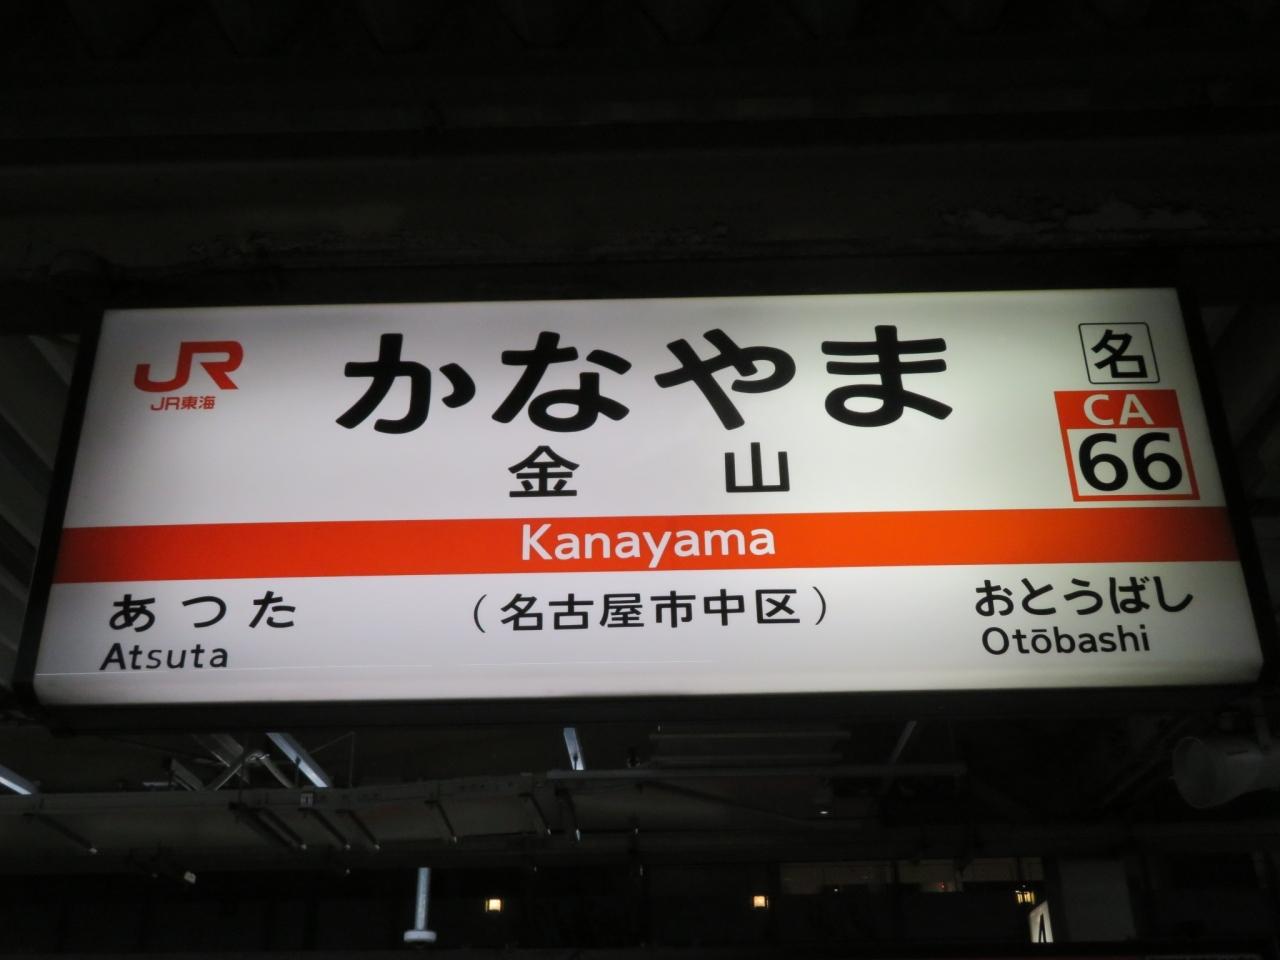 JR
JR東海
かなやま
金山
名
CA
66
Kanayama
あつた
Atsuta
（名古屋市中区）
おとうばし
Otōbashi